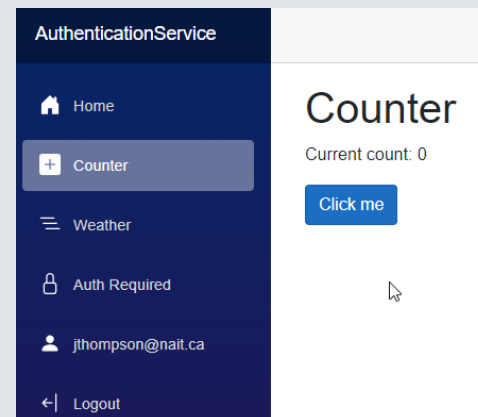 AuthenticationService
Home
Counter
Weather
Auth Required
jthompson@nait.ca
Logout
Counter
Current count: 0
Click me